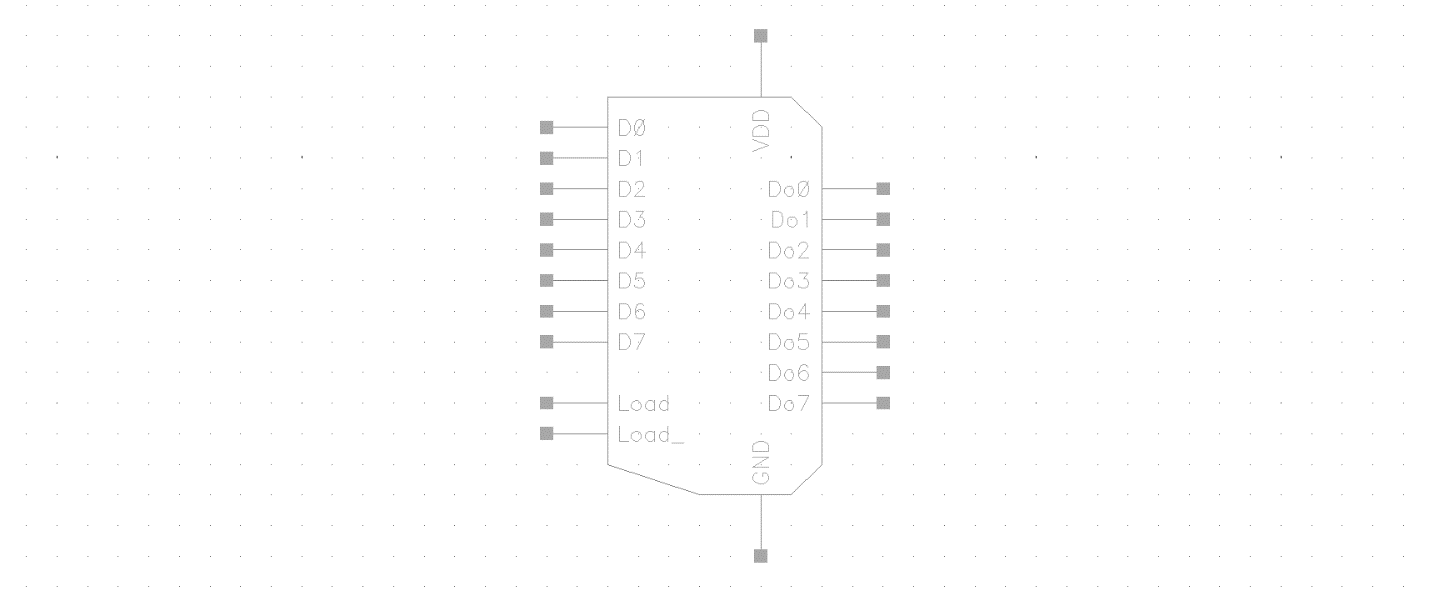 VDD
D0
D1
D2
Do0
D3
Do1
D4
Do2
D5
Do3
D6
Do4
D7
Do5
Do6
Load
Do7
Load_
GND